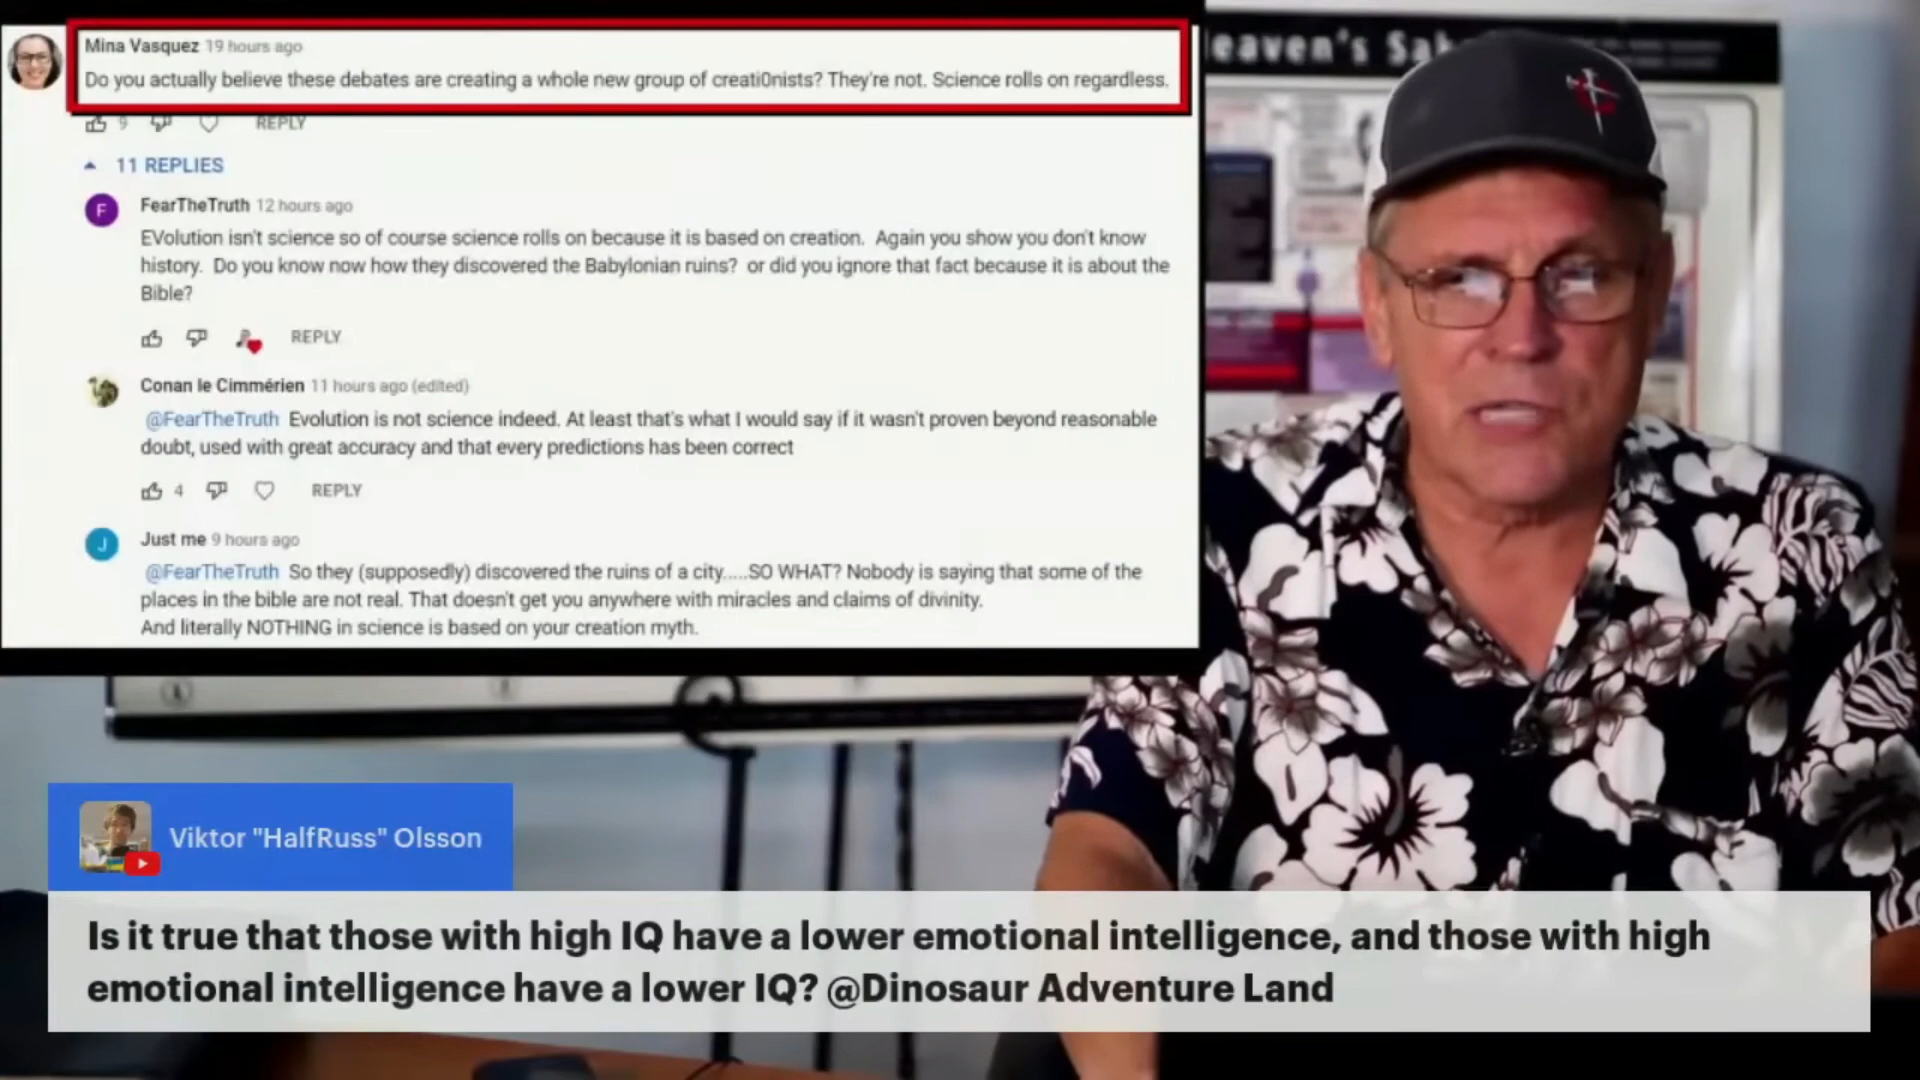 Mina Vasquez 19 hours ago
Do you actually believe these debates are creating a whole new group of creati0nists? They're not. Science rolls on regardless.
9 REPLY
11 REPLIES
F
FearTheTruth 12 hours ago
EVolution isn't science so of course science rolls on because it is based on creation. Again you show you don't know
history. Do you know now how they discovered the Babylonian ruins? or did you ignore that fact because it is about the
Bible?
REPLY
Conan le Cimmérien 11 hours ago (edited)
@FearTheTruth Evolution is not science indeed. At least that's what I would say if it wasn't proven beyond reasonable
doubt, used with great accuracy and that every predictions has been correct
4 REPLY
J
Just me 9 hours ago
@FearTheTruth So they (supposedly) discovered the ruins of a city.....SO WHAT? Nobody is saying that some of the
places in the bible are not real. That doesn't get you anywhere with miracles and claims of divinity.
And literally NOTHING in science is based on your creation myth.
Viktor "HalfRuss" Olsson
Is it true that those with high IQ have a lower emotional intelligence, and those with high
emotional intelligence have a lower IQ? @Dinosaur Adventure Land